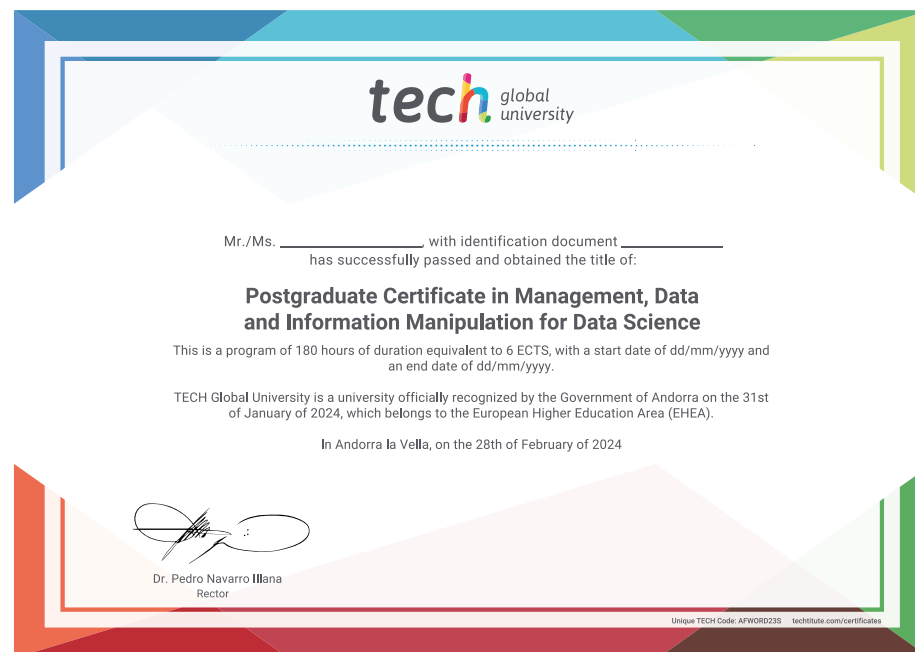 tech global university
Mr./Ms. ____________, with identification document ____________
has successfully passed and obtained the title of:
Postgraduate Certificate in Management, Data
and Information Manipulation for Data Science
This is a program of 180 hours of duration equivalent to 6 ECTS, with a start date of dd/mm/yyyy and
an end date of dd/mm/yyyy.
TECH Global University is a university officially recognized by the Government of Andorra on the 31st
of January of 2024, which belongs to the European Higher Education Area (EHEA).
In Andorra la Vella, on the 28th of February of 2024
Dr. Pedro Navarro Illana
Rector
Unique TECH Code: AFWORD23S techtitute.com/certificates